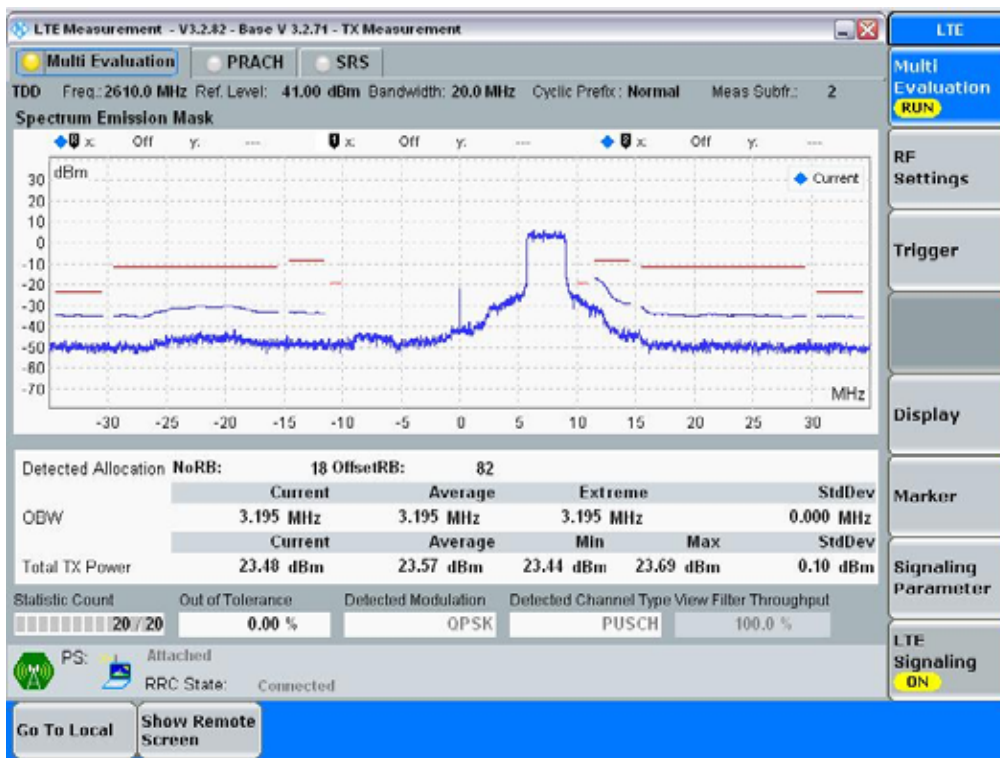 LTE Measurement - V3.2.82 - Base V 3.2.71 - TX Measurement
LTE
Multi Evaluation PRACH SRS
Multi Evaluation RUN
TDD Freq.: 2610.0 MHz Ref. Level: 41.00 dBm Bandwidth: 20.0 MHz Cyclic Prefix: Normal Meas Subfr.: 2
Spectrum Emission Mask
x: Off y: --- 1 x: Off y: --- 2 x: Off y: ---
dBm
Current
30
20
10
0
-10
-20
-30
-40
-50
-60
-70
MHz
-30 -25 -20 -15 -10 -5 0 5 10 15 20 25 30
Detected Allocation NoRB: 18 OffsetRB: 82
Current Average Extreme StdDev
OBW 3.195 MHz 3.195 MHz 3.195 MHz 0.000 MHz
Current Average Min Max StdDev
Total TX Power 23.48 dBm 23.57 dBm 23.44 dBm 23.69 dBm 0.10 dBm
Statistic Count Out of Tolerance Detected Modulation Detected Channel Type View Filter Throughput
20 / 20 0.00 % QPSK PUSCH 100.0 %
PS: Attached
RRC State: Connected
RF
Settings
Trigger
Display
Marker
Signaling
Parameter
LTE
Signaling
ON
Go To Local
Show Remote
Screen